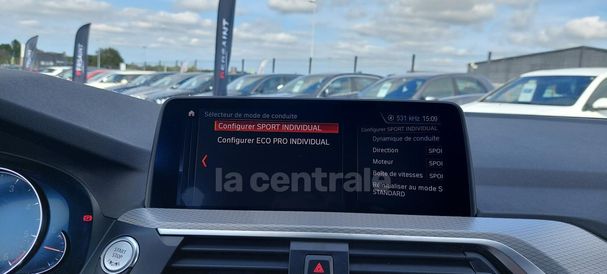 Sélecteur de mode de conduite
Configurer SPORT INDIVIDUAL
Configurer ECO PRO INDIVIDUAL
531 kHz 15:09
Configurer SPORT INDIVIDUAL
Dynamique de conduite
Direction SPOI
Moteur SPOI
Boîte de vitesses SPOI
Réinitialiser au mode S
STANDARD
la centrale
START
STOP